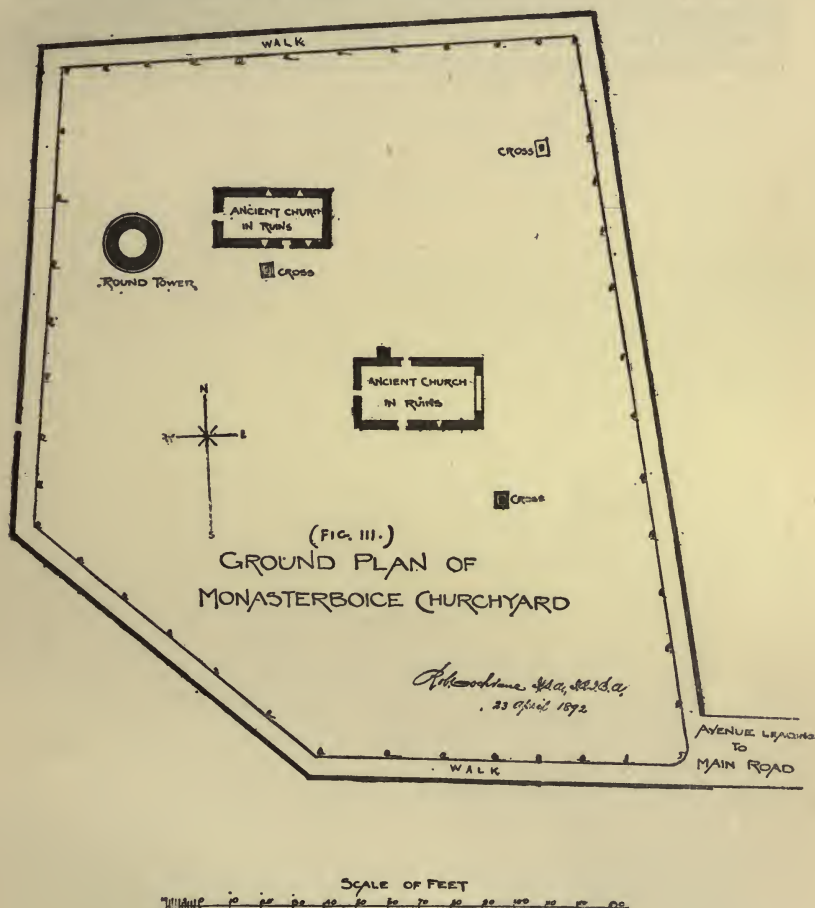 WALK
CROSS
ANCIENT CHURCH
IN RUINS
ROUND TOWER
CROSS
ANCIENT CHURCH
IN RUINS
N
S
CROSS
(FIG. III.)
GROUND PLAN OF
MONASTERBOICE CHURCHYARD
23 April 1892
AVENUE LEADING
TO
MAIN ROAD
WALK
SCALE OF FEET
0 10 20 30 40 50 60 70 80 90 100